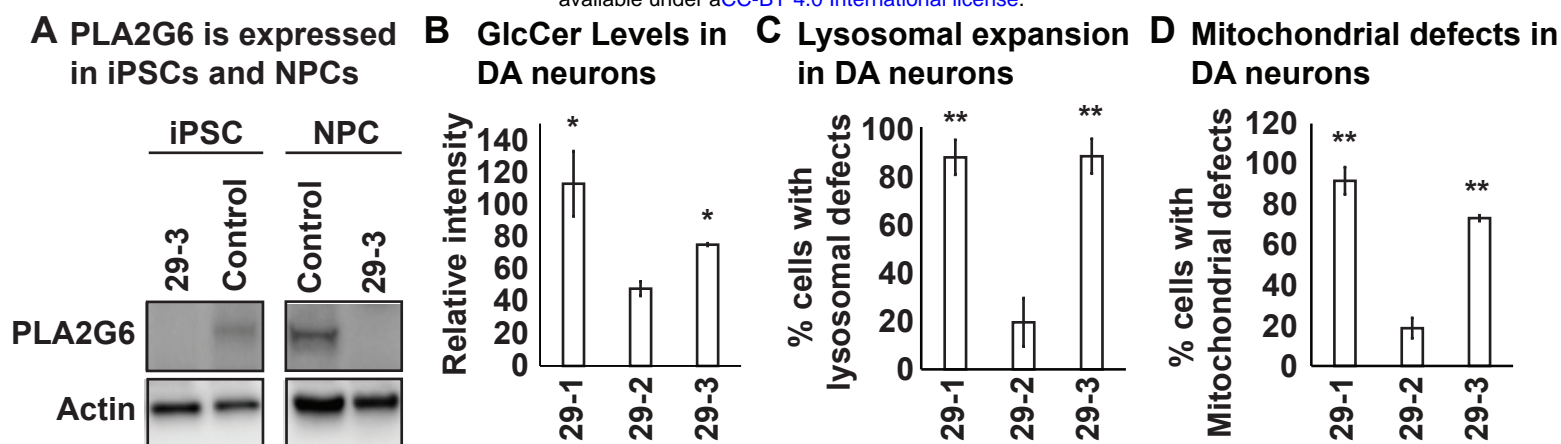 available under aCC-BY 4.0 International license.
A PLA2G6 is expressed
in iPSCs and NPCs
iPSC NPC
29-3 Control Control 29-3
PLA2G6
Actin
B GlcCer Levels in
DA neurons
Relative intensity
140
120
100
80
60
40
20
0
*
*
29-1 29-2 29-3
C Lysosomal expansion
in DA neurons
% cells with
lysosomal defects
100
80
60
40
20
0
** **
29-1 29-2 29-3
D Mitochondrial defects in
DA neurons
% cells with
Mitochondrial defects
120
100
80
60
40
20
0
**
**
29-1 29-2 29-3